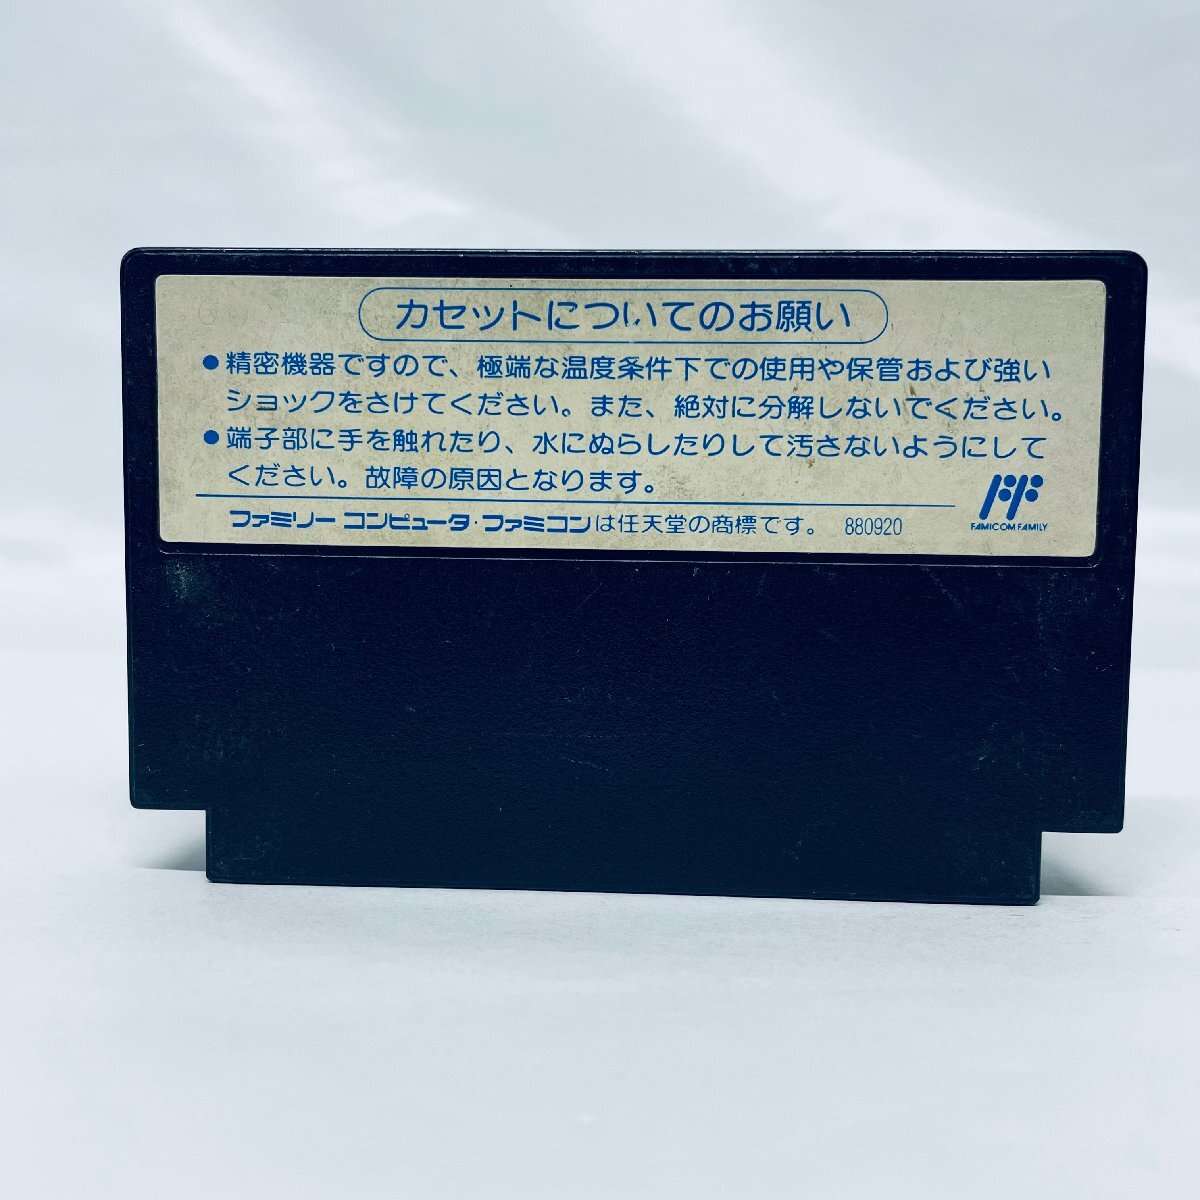 カセットについてのお願い
●精密機器ですので、極端な温度条件下での使用や保管および強い
ショックをさけてください。また、絶対に分解しないでください。
●端子部に手を触れたり、水にぬらしたりして汚さないようにして
ください。故障の原因となります。
ファミリーコンピュータ・ファミコンは任天堂の商標です。 880920
FAMICOM FAMILY